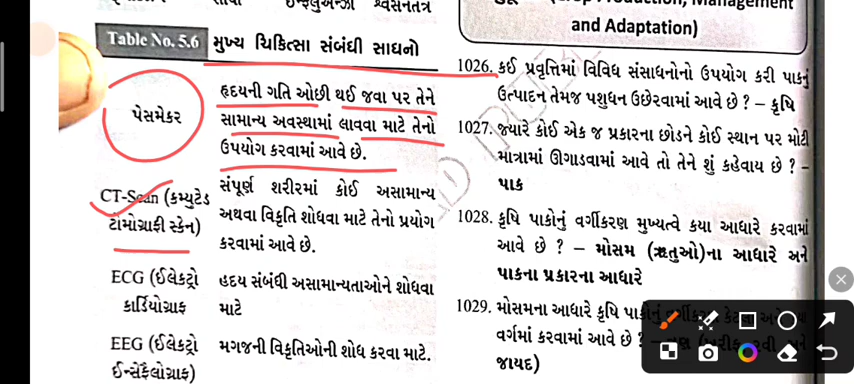 શ્વસનતંત્ર
Table No. 5.6 મુખ્ય ચિકિત્સા સંબંધી સાધનો
પેસમેકર
હૃદયની ગતિ ઓછી થઈ જવા પર તેને
સામાન્ય અવસ્થામાં લાવવા માટે તેનો
ઉપયોગ કરવામાં આવે છે.
CT-Scan (કમ્પ્યુટેડ
ટોમોગ્રાફી સ્કેન)
સંપૂર્ણ શરીરમાં કોઈ અસામાન્ય
અથવા વિકૃતિ શોધવા માટે તેનો પ્રયોગ
કરવામાં આવે છે.
ECG (ઈલેક્ટ્રો
કાર્ડિયોગ્રાફ
હૃદય સંબંધી અસામાન્યતાઓને શોધવા
માટે
EEG (ઈલેક્ટ્રો
ઈન્સેફેલોગ્રાફ)
મગજની વિકૃતિઓની શોધ કરવા માટે.
Production, Management
and Adaptation)
1026. કઈ પ્રવૃત્તિમાં વિવિધ સંસાધનોનો ઉપયોગ કરી પાકનું
ઉત્પાદન તેમજ પશુધન ઉછેરવામાં આવે છે ? – કૃષિ
1027. જ્યારે કોઈ એક જ પ્રકારના છોડને કોઈ સ્થાન પર મોટી
માત્રામાં ઊગાડવામાં આવે તો તેને શું કહેવાય છે ? –
પાક
1028. કૃષિ પાકોનું વર્ગીકરણ મુખ્યત્વે કયા આધારે કરવામાં
આવે છે ? – મોસમ (ઋતુઓ)ના આધારે અને
પાકના પ્રકારના આધારે
1029. મોસમના આધારે કૃષિ પાકોનું
વર્ગમાં કરવામાં આવે છે ?
જાયદ)